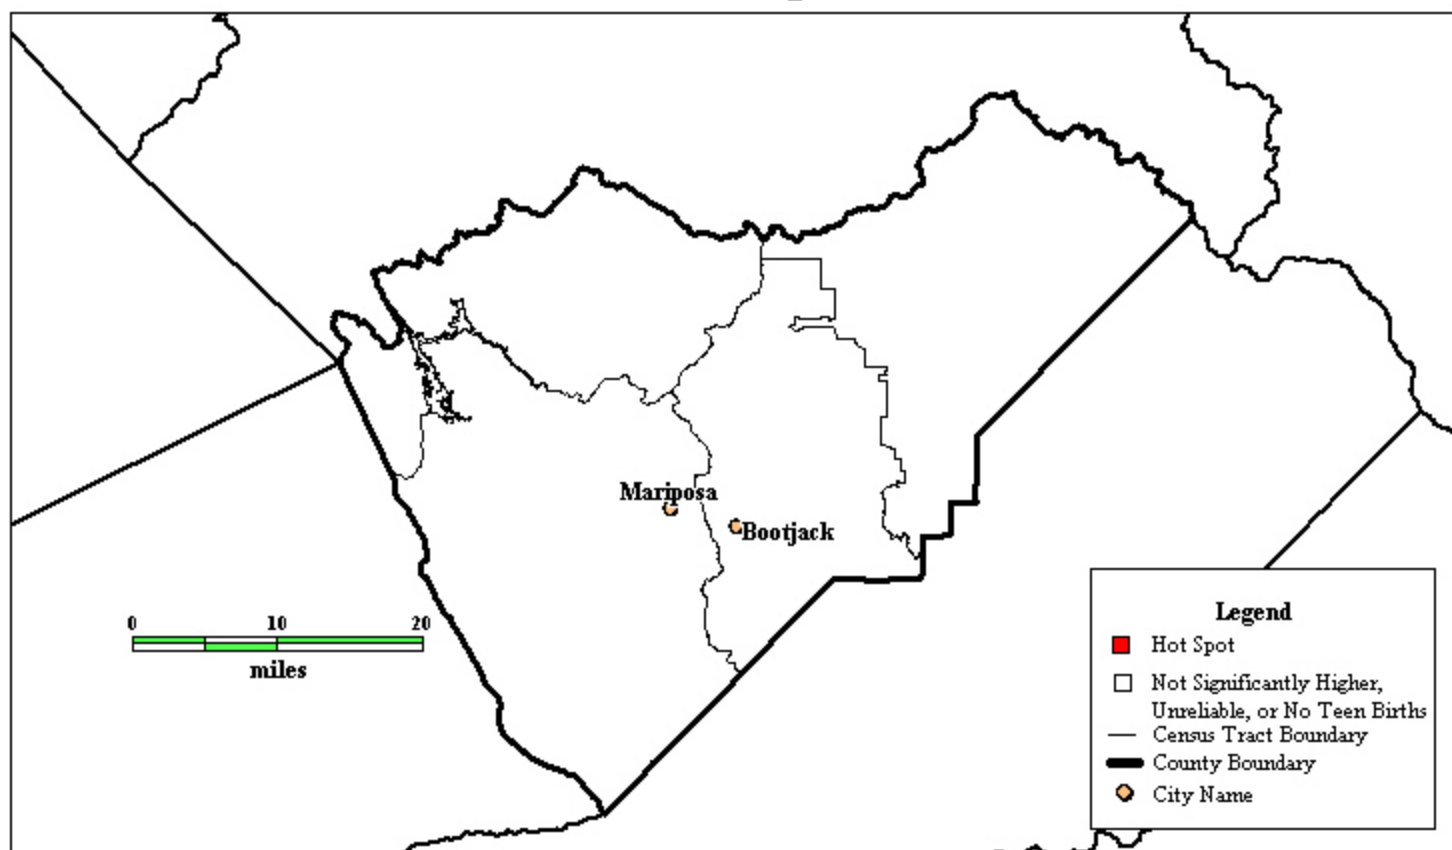 Mariposa
Bootjack
0 10 20
miles
Legend
Hot Spot
Not Significantly Higher,
Unreliable, or No Teen Births
Census Tract Boundary
County Boundary
City Name